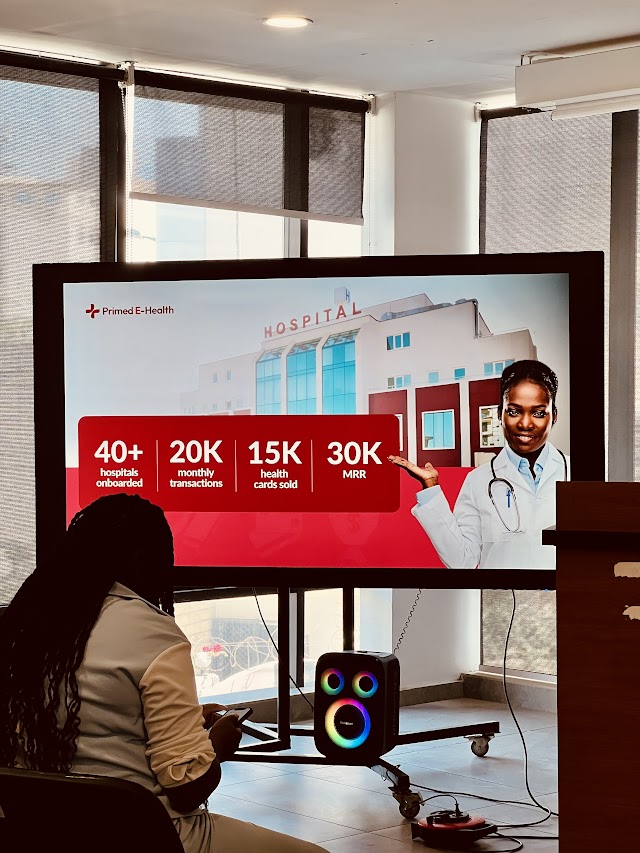 Primed E-Health
HOSPITAL
40+
hospitals
onboarded
20K
monthly
transactions
15K
health
cards sold
30K
MRR